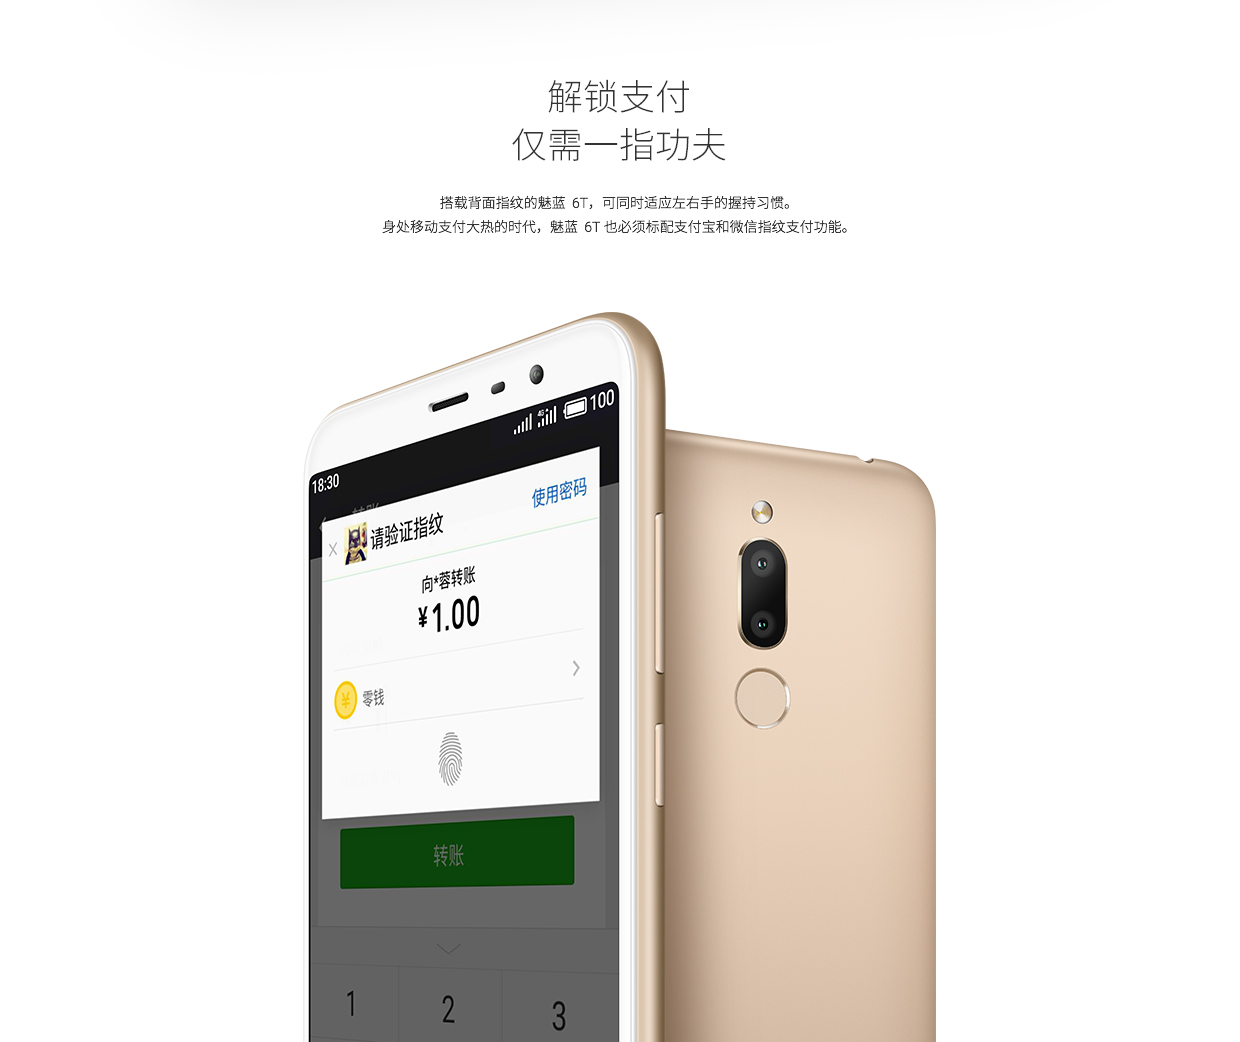 解锁支付
仅需一指功夫
搭载背面指纹的魅蓝 6T，可同时适应左右手的握持习惯。
身处移动支付大热的时代，魅蓝 6T 也必须标配支付宝和微信指纹支付功能。
4G 100
18:30
转账
使用密码
× 请验证指纹
向*蓉转账
¥1.00
¥ 零钱
转账
1 2 3